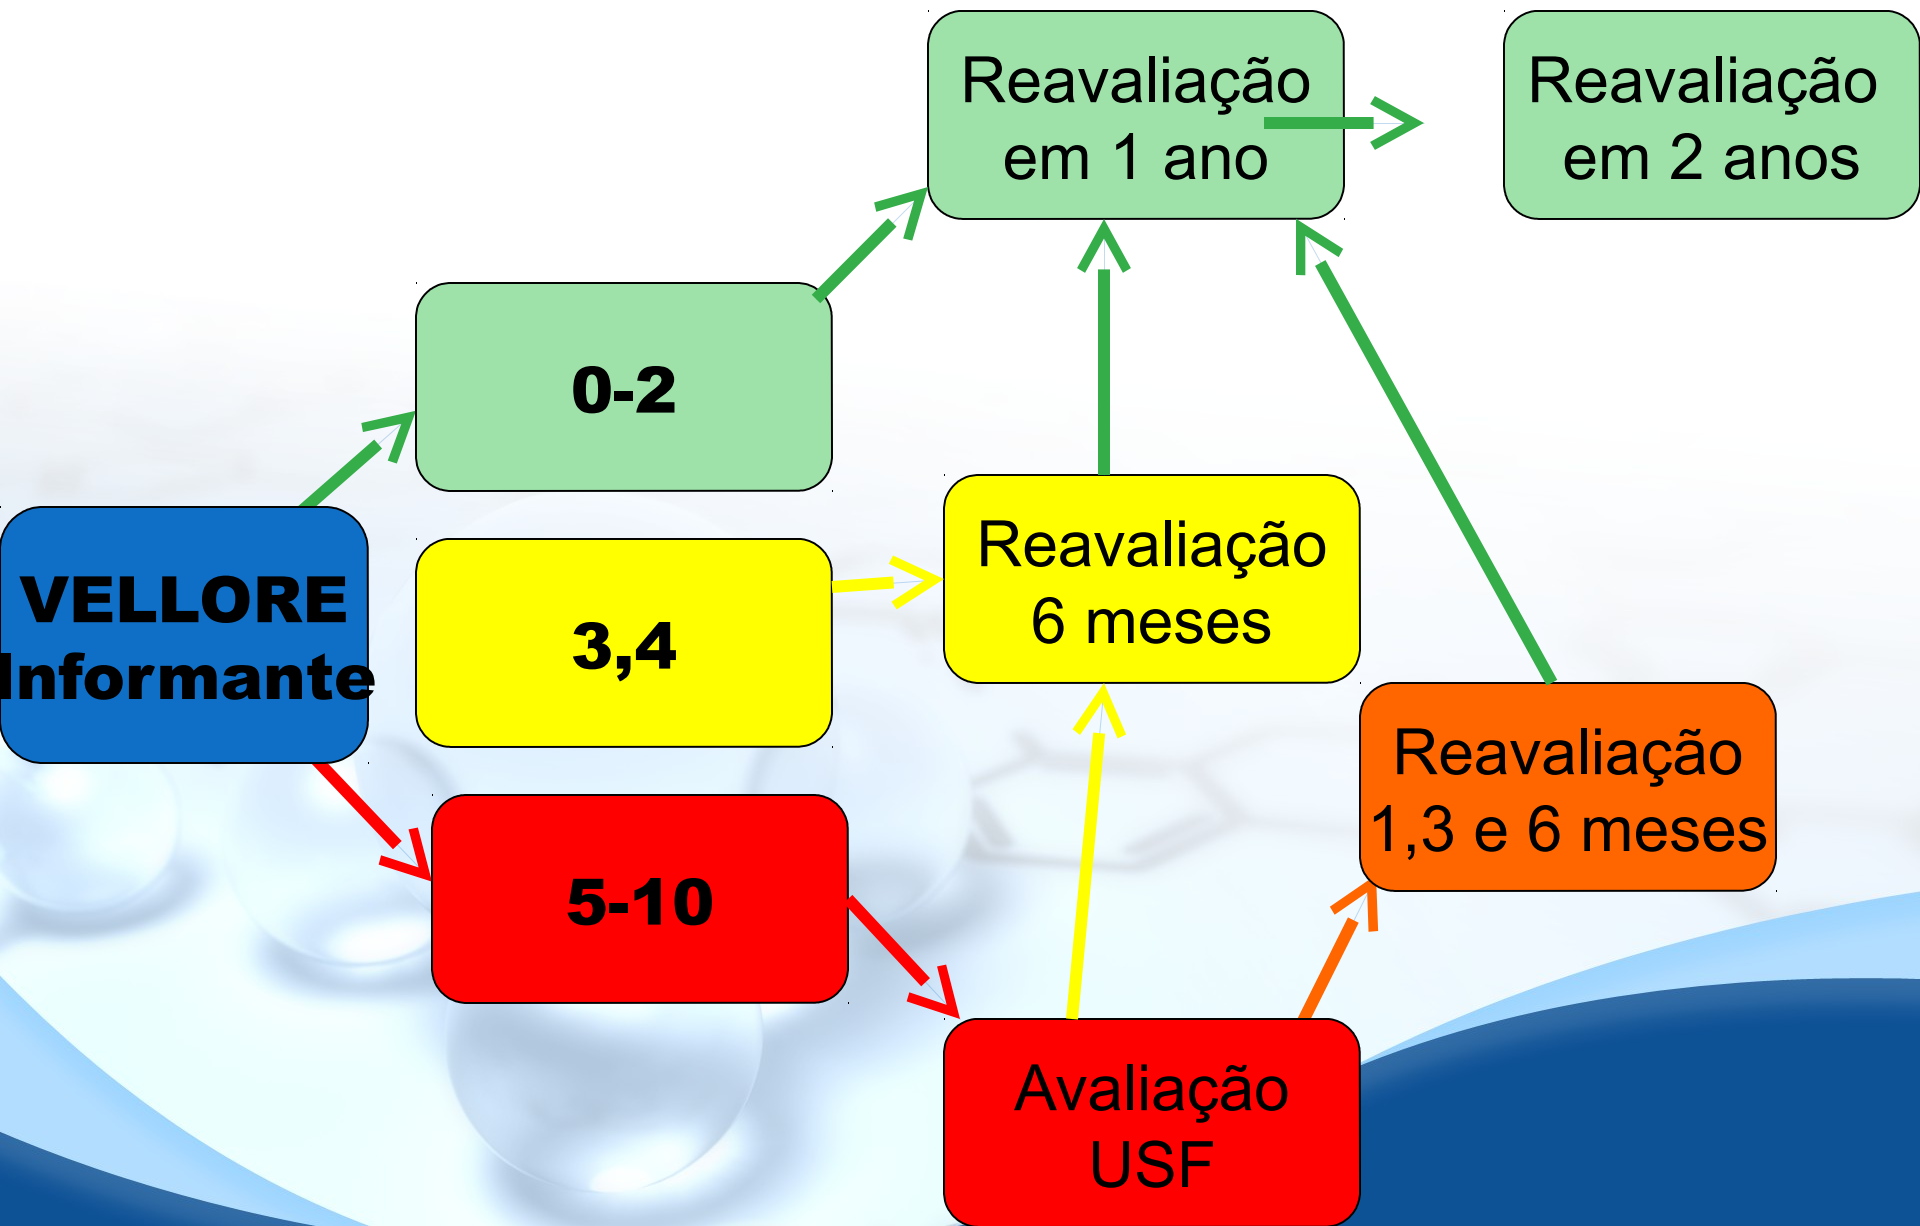 Reavaliação
em 1 ano
Reavaliação
em 2 anos
0-2
VELLORE
Informante
3,4
Reavaliação
6 meses
Reavaliação
1,3 e 6 meses
5-10
Avaliação
USF